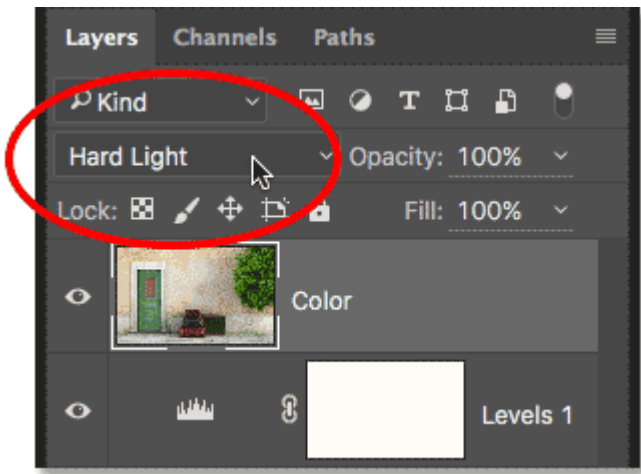 Layers Channels Paths
Kind T
Hard Light Opacity: 100%
Lock: Fill: 100%
Color
Levels 1